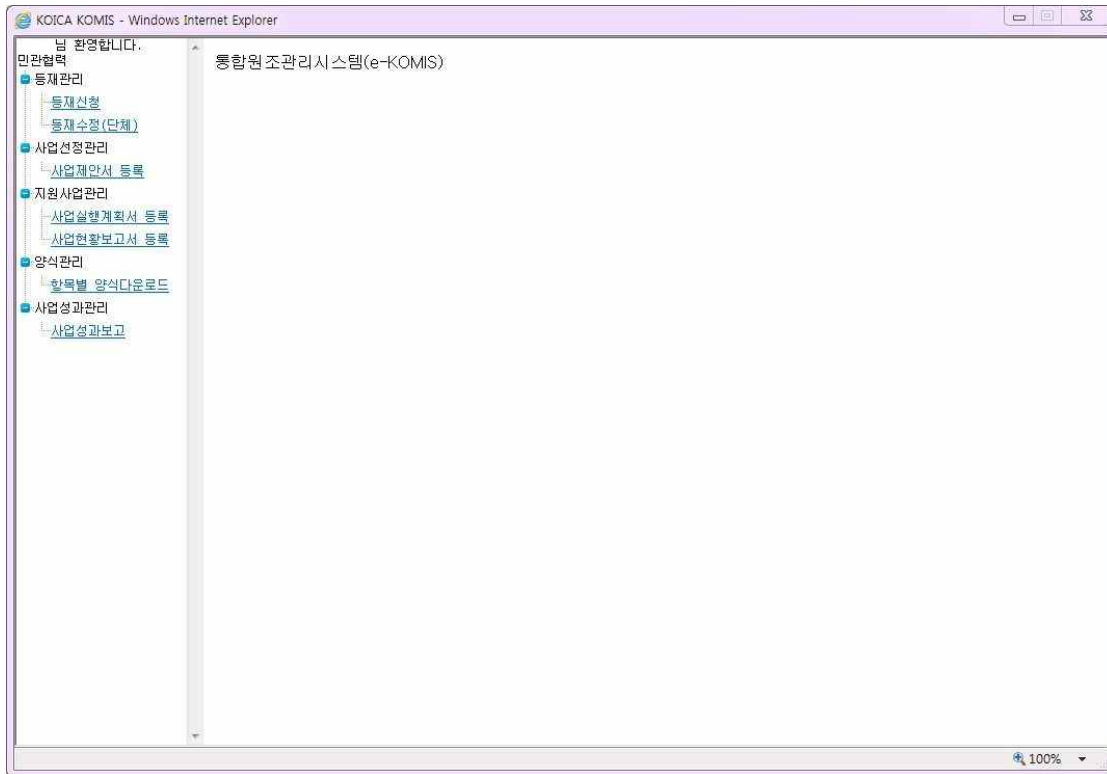 KOICA KOMIS - Windows Internet Explorer
님 환영합니다.
민관협력
등재관리
등재신청
등재수정(단체)
사업선정관리
사업제안서 등록
지원사업관리
사업실행계획서 등록
사업현황보고서 등록
양식관리
항목별 양식다운로드
사업성과관리
사업성과보고
통합원조관리시스템(e-KOMIS)
100%